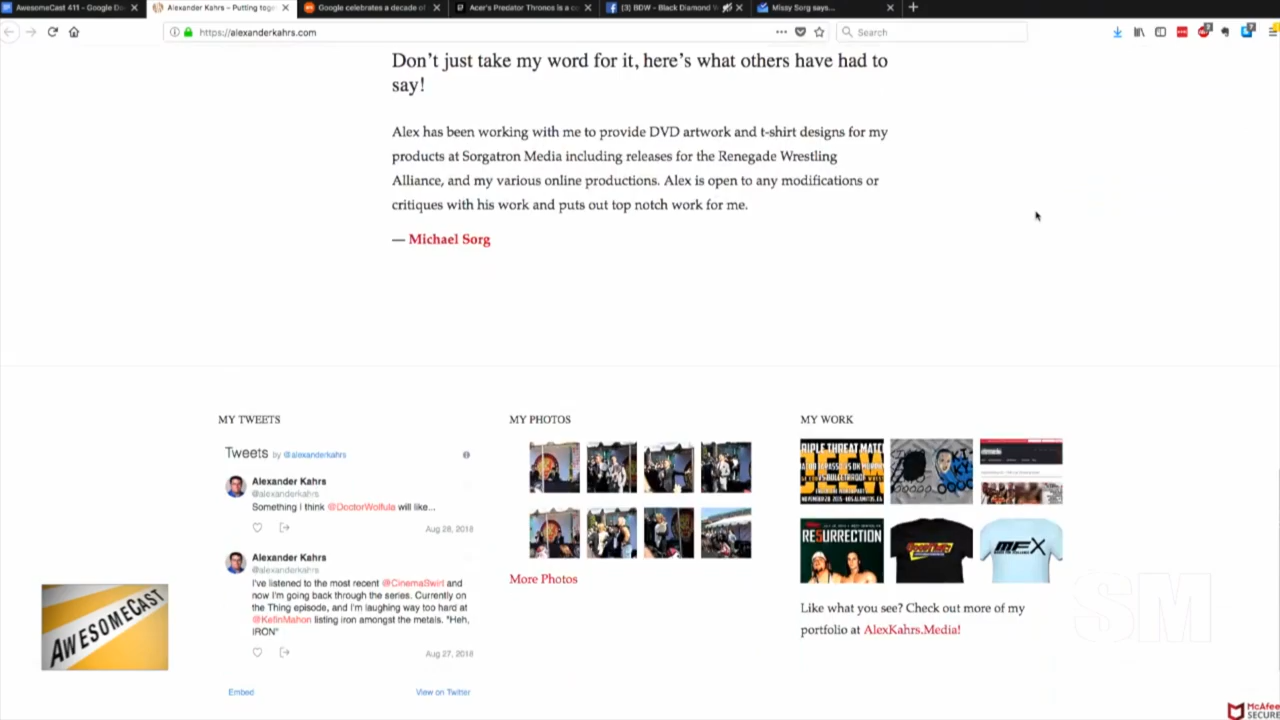 AwesomeCast 411 - Google Do
Alexander Kahrs – Putting toge
Google celebrates a decade of
Acer's Predator Thronos is a c
(3) BDW - Black Diamond W
Missy Sorg says...
https://alexanderkahrs.com
Search
Don't just take my word for it, here's what others have had to
say!
Alex has been working with me to provide DVD artwork and t-shirt designs for my
products at Sorgatron Media including releases for the Renegade Wrestling
Alliance, and my various online productions. Alex is open to any modifications or
critiques with his work and puts out top notch work for me.
— Michael Sorg
MY TWEETS
MY PHOTOS
MY WORK
Tweets by @alexanderkahrs
Alexander Kahrs
@alexanderkahrs
Something I think @DoctorWolfula will like...
Aug 28, 2018
Alexander Kahrs
@alexanderkahrs
I've listened to the most recent @CinemaSwirl and
now I'm going back through the series. Currently on
the Thing episode, and I'm laughing way too hard at
@KefinMahon listing iron amongst the metals. "Heh,
IRON"
Aug 27, 2018
Embed
View on Twitter
More Photos
RIPLE THREAT MATC
RESURRECTION
MEX
Like what you see? Check out more of my
portfolio at AlexKahrs.Media!
AWESOMECAST
SM
McAfee
SECURE